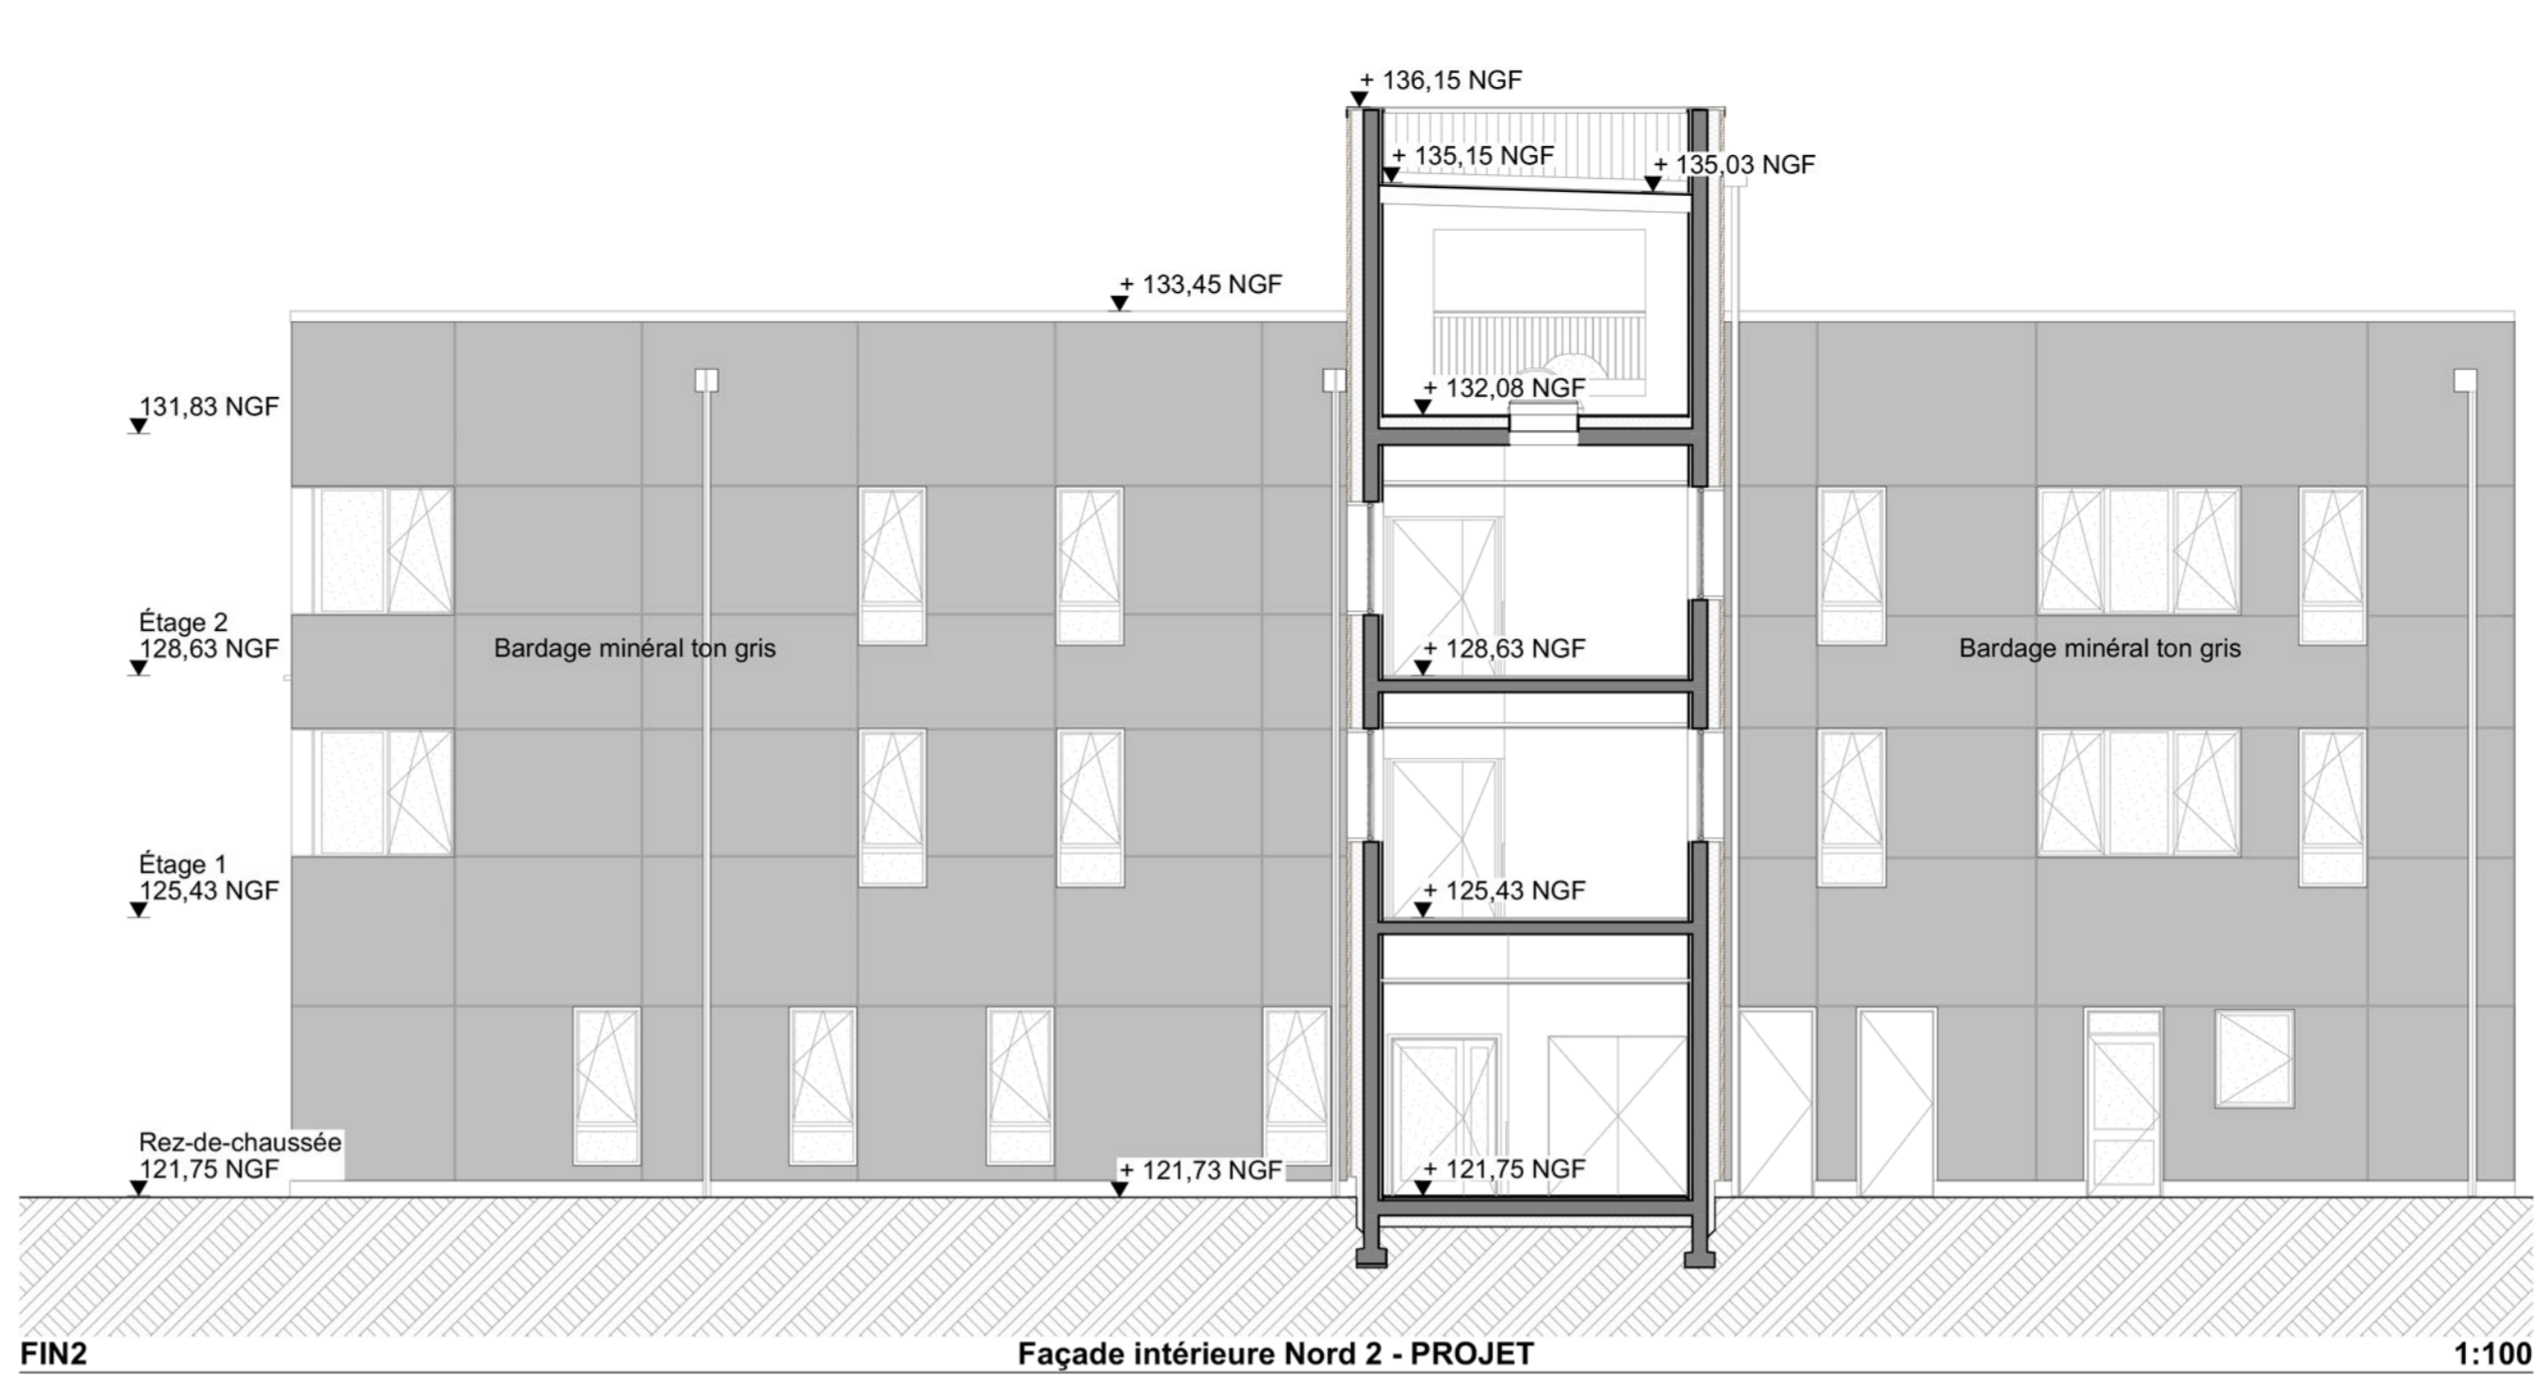 + 136,15 NGF
+ 135,15 NGF
+ 135,03 NGF
+ 133,45 NGF
+ 132,08 NGF
131,83 NGF
Étage 2
128,63 NGF
Bardage minéral ton gris
+ 128,63 NGF
Bardage minéral ton gris
Étage 1
125,43 NGF
+ 125,43 NGF
Rez-de-chaussée
121,75 NGF
+ 121,73 NGF
+ 121,75 NGF
FIN2
Façade intérieure Nord 2 - PROJET
1:100